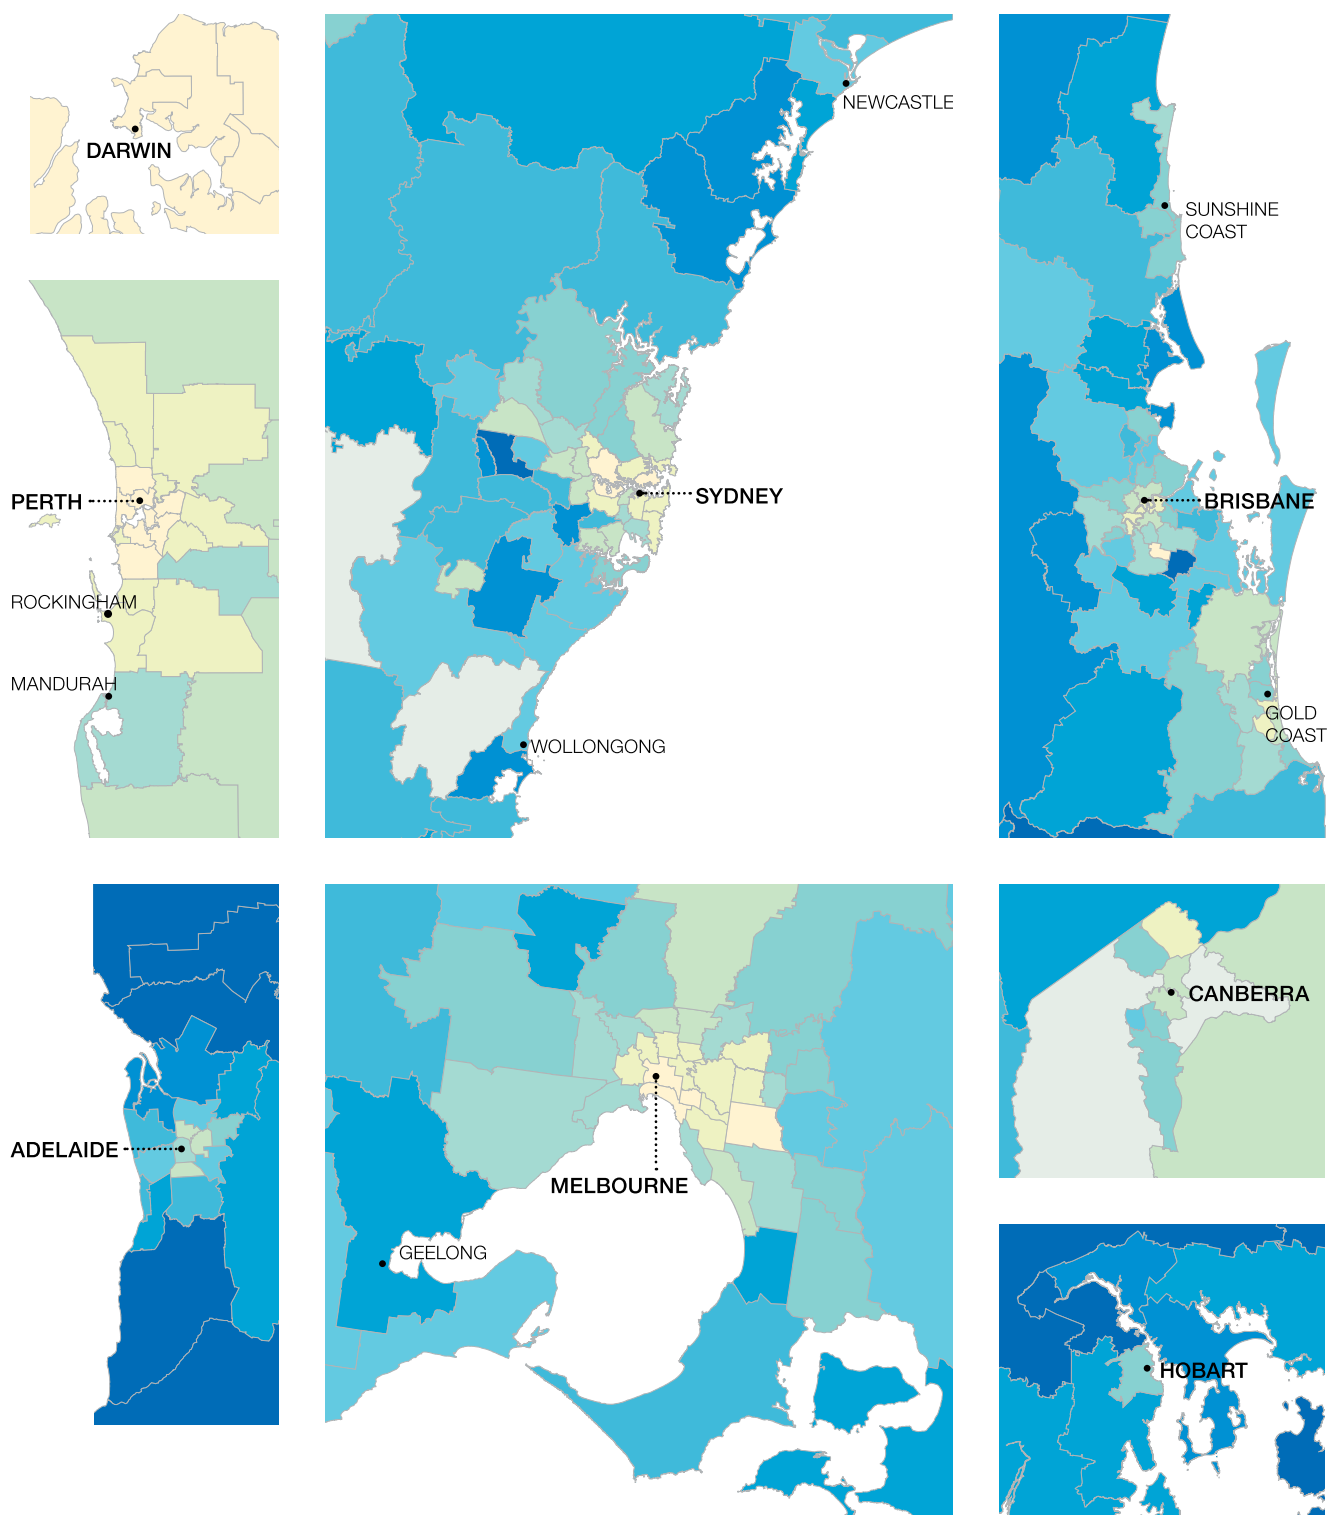 DARWIN
NEWCASTLE
SUNSHINE
COAST
PERTH
SYDNEY
BRISBANE
ROCKINGHAM
MANDURAH
WOLLONGONG
GOLD
COAST
CANBERRA
ADELAIDE
MELBOURNE
GEELONG
HOBART